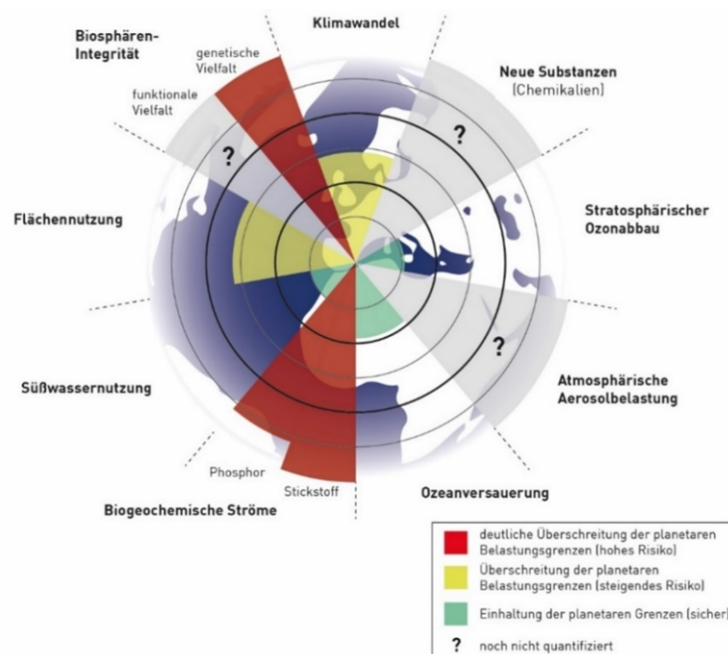 Klimawandel
Biosphären-
Integrität
genetische
Vielfalt
funktionale
Vielfalt
Neue Substanzen
(Chemikalien)
?
?
Flächennutzung
Stratosphärischer
Ozonabbau
?
Süßwassernutzung
Atmosphärische
Aerosolbelastung
Phosphor
Stickstoff
Ozeanversauerung
Biogeochemische Ströme
deutliche Überschreitung der planetaren
Belastungsgrenzen (hohes Risiko)
Überschreitung der planetaren
Belastungsgrenzen (steigendes Risiko)
Einhaltung der planetaren Grenzen (sicher)
? noch nicht quantifiziert